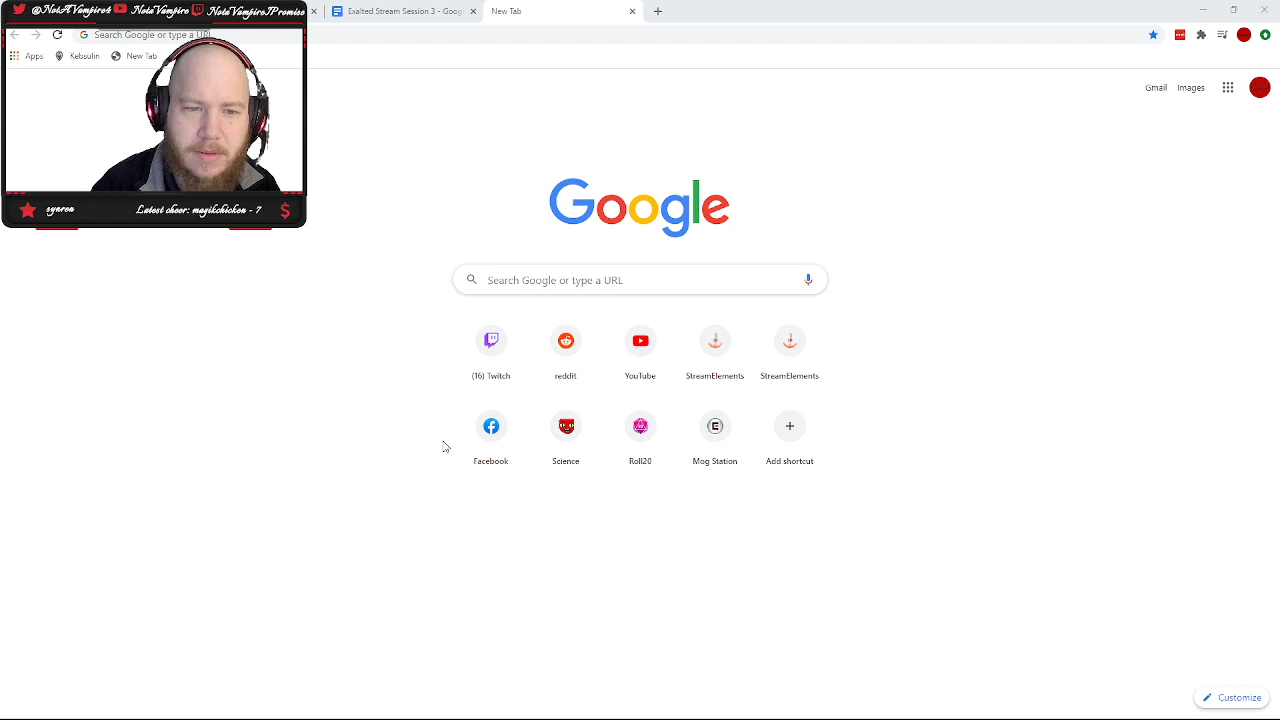 @NotAVampire4 NotaVampire NotaVampireIPromise
Exalted Stream Session 3 - Goog
New Tab
Search Google or type a URL
Apps Kebsulin New Tab
Gmail Images
synren Latest cheer: magikchicken - 7 $
Google
Search Google or type a URL
(16) Twitch reddit YouTube StreamElements StreamElements
Facebook Science Roll20 Mog Station Add shortcut
Customize